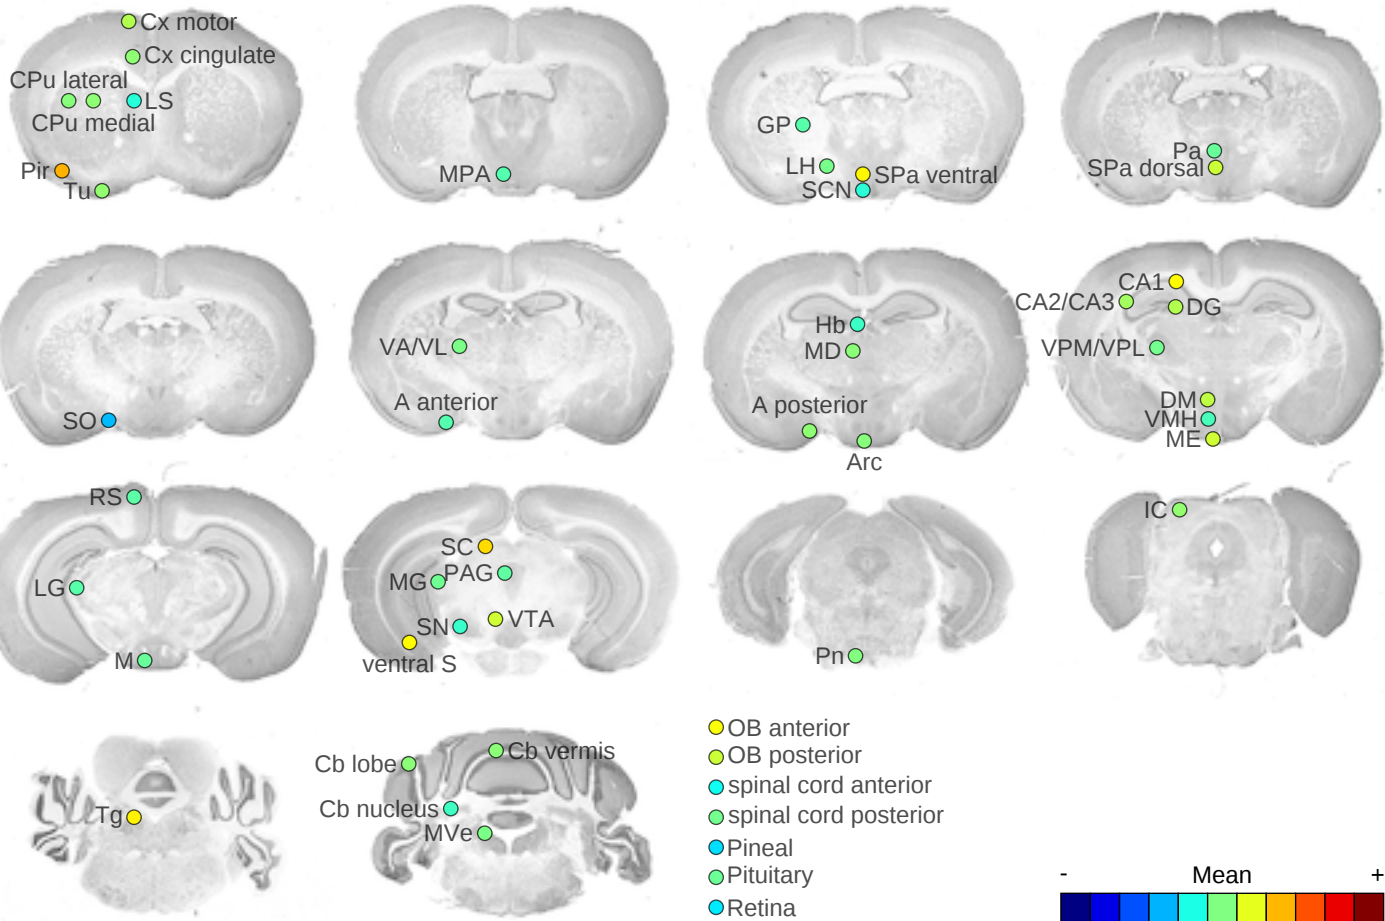 Cx motor
Cx cingulate
CPu lateral
LS
CPu medial
Pir
Tu
MPA
GP
LH
SPa ventral
SCN
Pa
SPa dorsal
SO
VA/VL
A anterior
Hb
MD
A posterior
Arc
CA1
CA2/CA3
DG
VPM/VPL
DM
VMH
ME
RS
LG
M
SC
MG
PAG
SN
VTA
ventral S
Pn
IC
Tg
Cb lobe
Cb vermis
Cb nucleus
MVe
OB anterior
OB posterior
spinal cord anterior
spinal cord posterior
Pineal
Pituitary
Retina
- Mean +